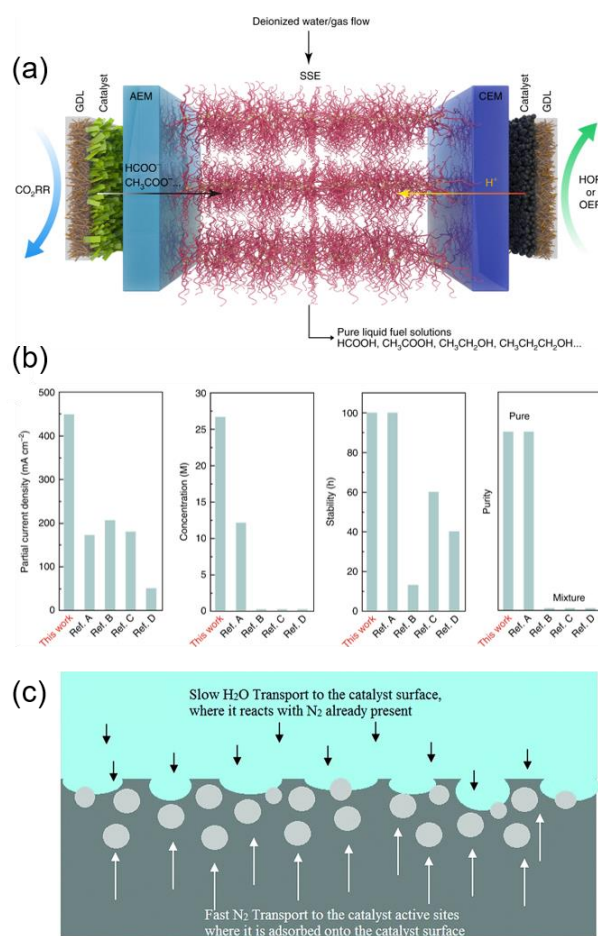 (a)
Deionized water/gas flow
SSE
GDL
Catalyst
AEM
CEM
Catalyst
GDL
CO₂RR
HCOO⁻
CH₃COO⁻...
H⁺
HOR
or
OER
Pure liquid fuel solutions
HCOOH, CH₃COOH, CH₃CH₂OH, CH₃CH₂CH₂OH...
(b)
Partial current density (mA cm⁻²)
500
400
300
200
100
0
This work
Ref. A
Ref. B
Ref. C
Ref. D
Concentration (M)
30
25
20
15
10
5
0
This work
Ref. A
Ref. B
Ref. C
Ref. D
Stability (h)
100
80
60
40
20
0
This work
Ref. A
Ref. B
Ref. C
Ref. D
Purity
Pure
Mixture
This work
Ref. A
Ref. B
Ref. C
Ref. D
(c)
Slow H₂O Transport to the catalyst surface,
where it reacts with N₂ already present
Fast N₂ Transport to the catalyst active sites
where it is adsorbed onto the catalyst surface